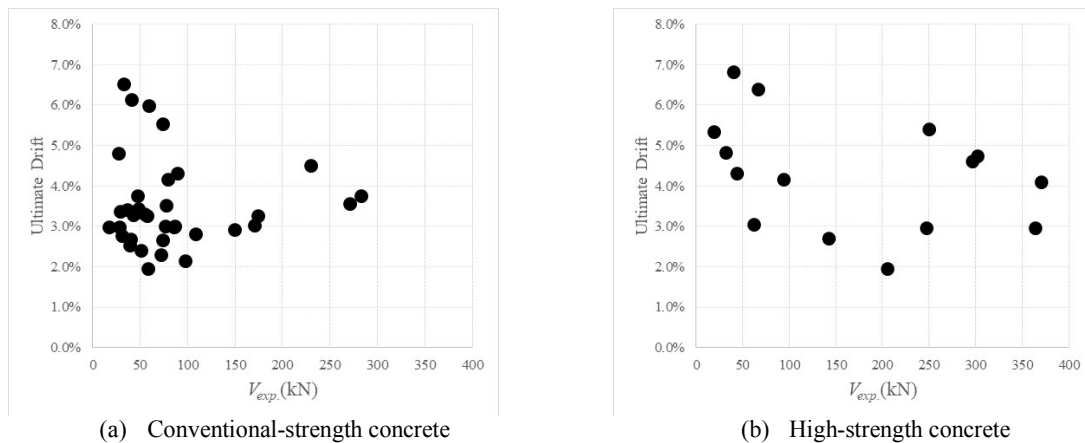 8.0%
7.0%
6.0%
5.0%
4.0%
3.0%
2.0%
1.0%
0.0%
Ultimate Drift
0 50 100 150 200 250 300 350 400
Vexp.(kN)
(a) Conventional-strength concrete
8.0%
7.0%
6.0%
5.0%
4.0%
3.0%
2.0%
1.0%
0.0%
Ultimate Drift
0 50 100 150 200 250 300 350 400
Vexp.(kN)
(b) High-strength concrete